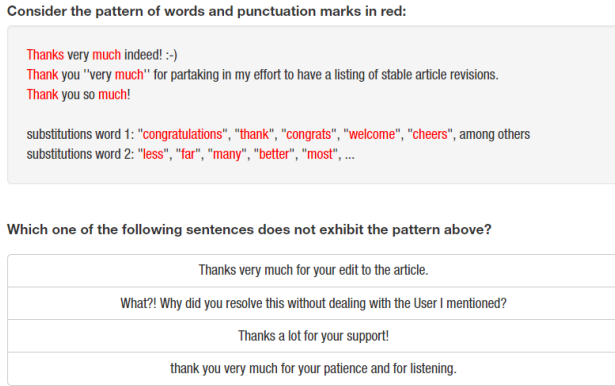 Consider the pattern of words and punctuation marks in red:
Thanks very much indeed! :-)
Thank you ''very much'' for partaking in my effort to have a listing of stable article revisions.
Thank you so much!
substitutions word 1: "congratulations", "thank", "congrats", "welcome", "cheers", among others
substitutions word 2: "less", "far", "many", "better", "most", ...
Which one of the following sentences does not exhibit the pattern above?
Thanks very much for your edit to the article.
What?! Why did you resolve this without dealing with the User I mentioned?
Thanks a lot for your support!
thank you very much for your patience and for listening.